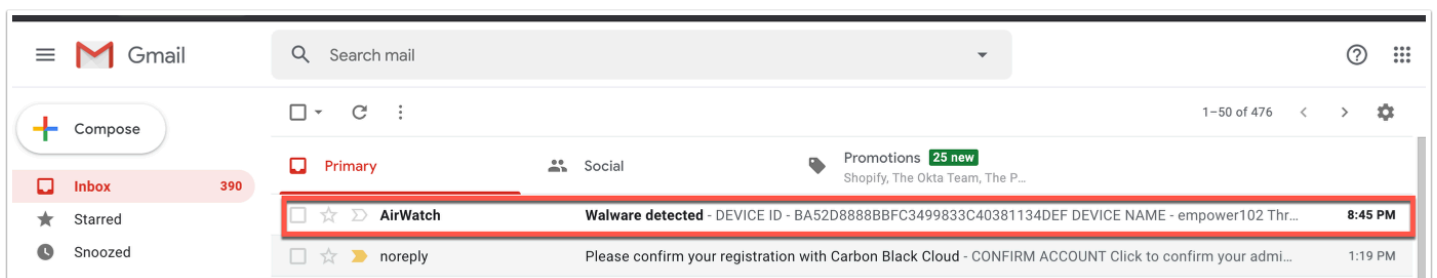 Gmail
Search mail
Compose
1–50 of 476
Primary
Social
Promotions 25 new
Shopify, The Okta Team, The P...
Inbox 390
Starred
Snoozed
AirWatch Walware detected - DEVICE ID - BA52D8888BBFC3499833C40381134DEF DEVICE NAME - empower102 Thr... 8:45 PM
noreply Please confirm your registration with Carbon Black Cloud - CONFIRM ACCOUNT Click to confirm your admi... 1:19 PM